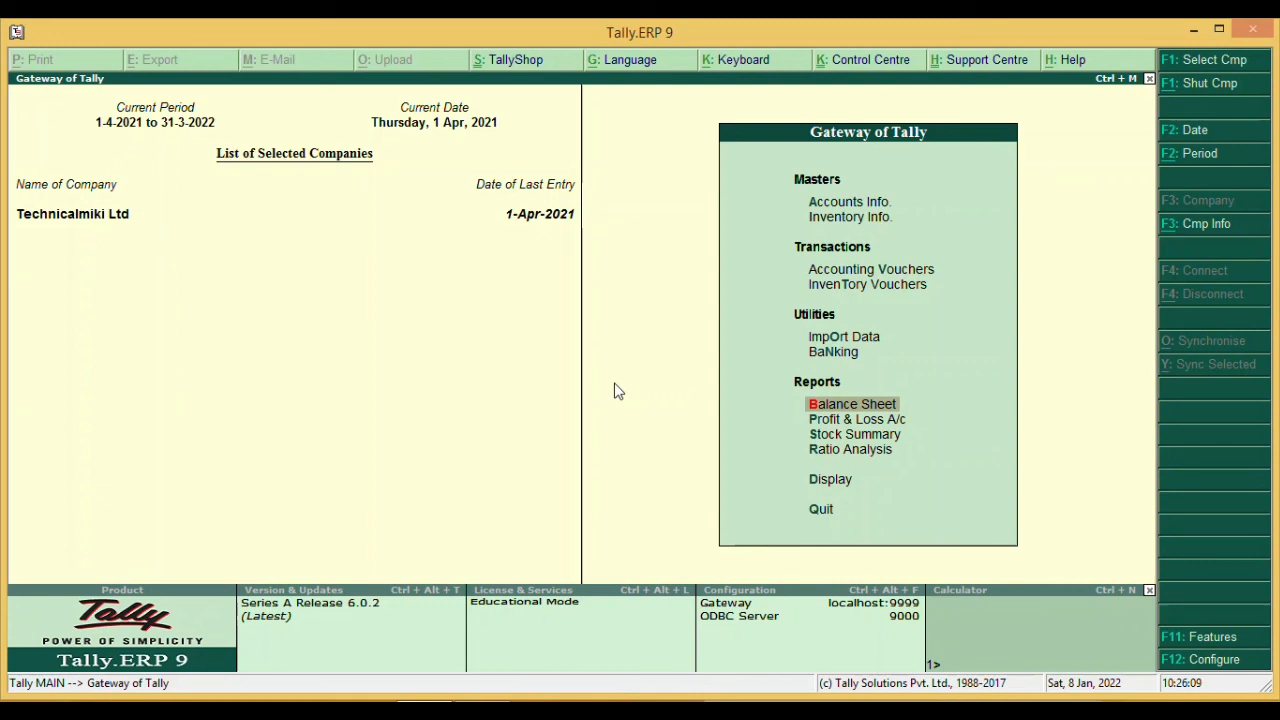 Tally.ERP 9
P: Print
E: Export
M: E-Mail
O: Upload
S: TallyShop
G: Language
K: Keyboard
K: Control Centre
H: Support Centre
H: Help
Gateway of Tally
Ctrl + M
Current Period
1-4-2021 to 31-3-2022
Current Date
Thursday, 1 Apr, 2021
List of Selected Companies
Name of Company
Date of Last Entry
Technicalmiki Ltd
1-Apr-2021
Gateway of Tally
Masters
Accounts Info.
Inventory Info.
Transactions
Accounting Vouchers
InvenTory Vouchers
Utilities
ImpOrt Data
BaNking
Reports
Balance Sheet
Profit & Loss A/c
Stock Summary
Ratio Analysis
Display
Quit
F1: Select Cmp
F1: Shut Cmp
F2: Date
F2: Period
F3: Company
F3: Cmp Info
F4: Connect
F4: Disconnect
O: Synchronise
Y: Sync Selected
F11: Features
F12: Configure
Product
Tally
POWER OF SIMPLICITY
Tally.ERP 9
Version & Updates Ctrl + Alt + T
Series A Release 6.0.2
(Latest)
License & Services Ctrl + Alt + L
Educational Mode
Configuration Ctrl + Alt + F
Gateway localhost:9999
ODBC Server 9000
Calculator Ctrl + N
1>
Tally MAIN --> Gateway of Tally
(c) Tally Solutions Pvt. Ltd., 1988-2017
Sat, 8 Jan, 2022
10:26:09